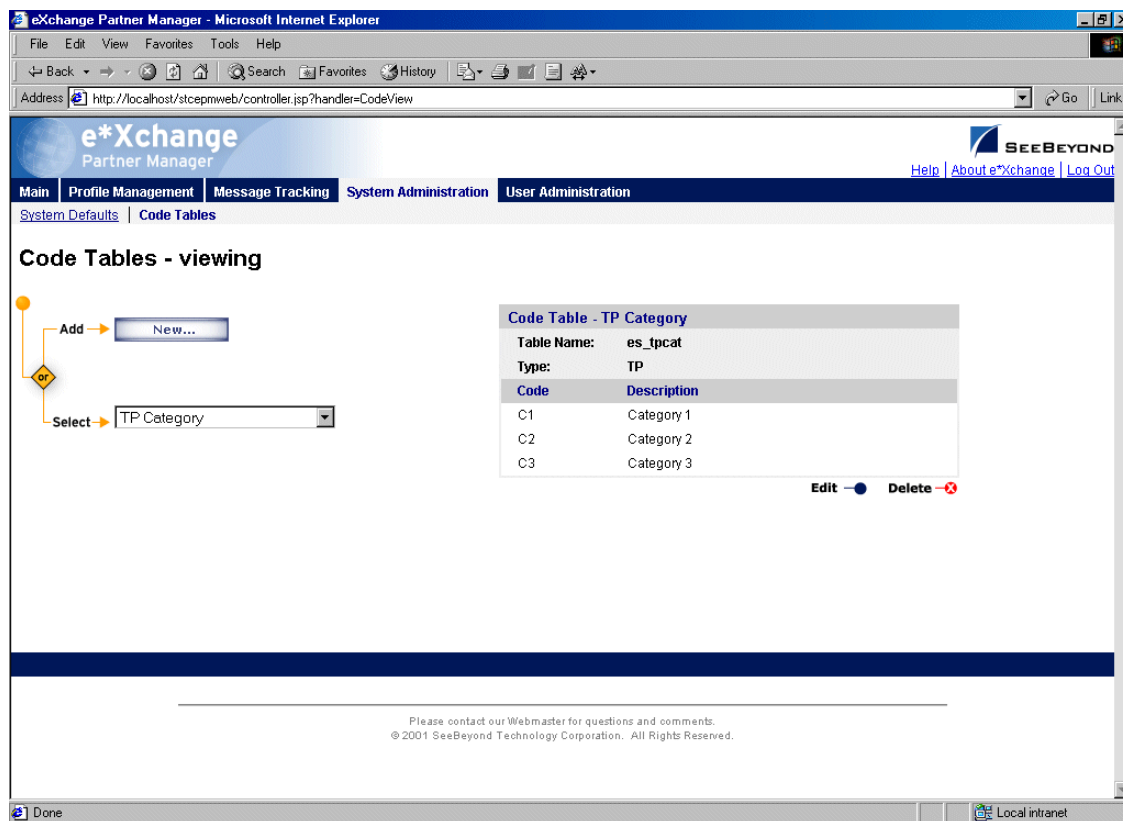 eXchange Partner Manager - Microsoft Internet Explorer
File Edit View Favorites Tools Help
Back Search Favorites History
Address http://localhost/stcepmweb/controller.jsp?handler=CodeView Go Link
e*Xchange
Partner Manager
SEEBEYOND
Help | About e*Xchange | Log Out
Main Profile Management Message Tracking System Administration User Administration
System Defaults | Code Tables
Code Tables - viewing
Add New...
or
Select TP Category
Code Table - TP Category
Table Name: es_tpcat
Type: TP
Code Description
C1 Category 1
C2 Category 2
C3 Category 3
Edit Delete
Please contact our Webmaster for questions and comments.
© 2001 SeeBeyond Technology Corporation. All Rights Reserved.
Done Local intranet